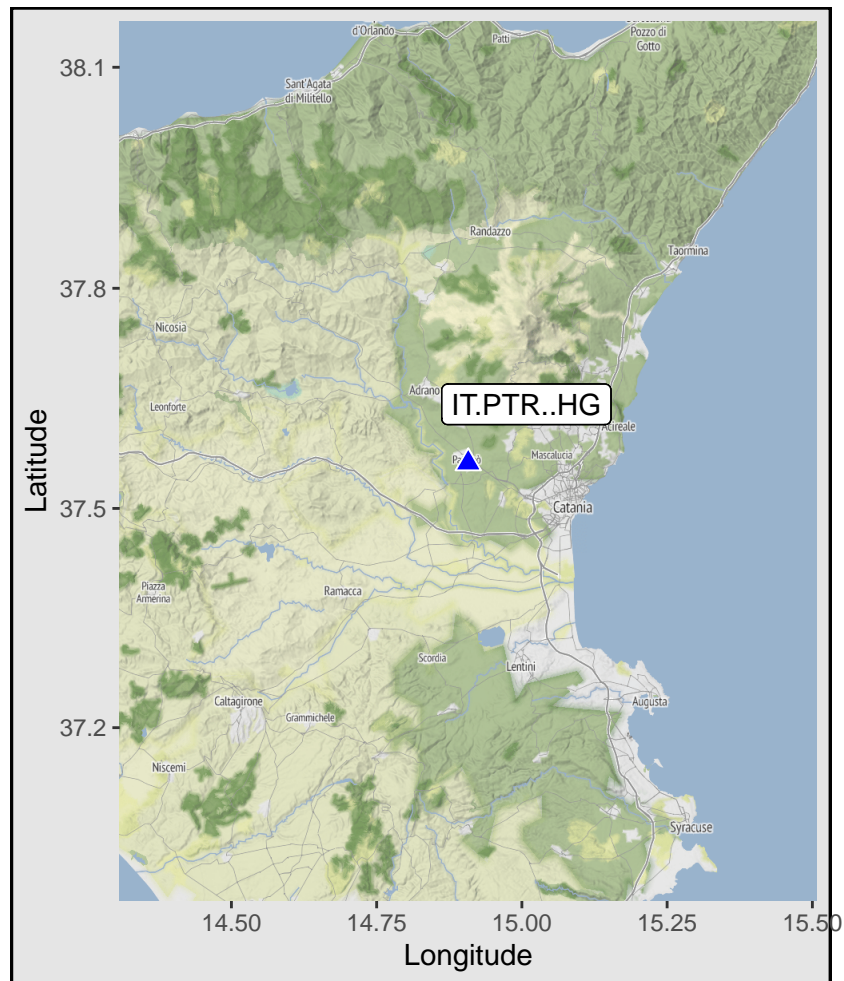 d'Orlando
Patti
Pozzo di
Gotto
38.1
Sant'Agata
di Militello
Randazzo
Taormina
37.8
Nicosia
Adrano
Leonforte
IT.PTR..HG
Acireale
Mascalucia
37.5
Catania
Piazza
Armerina
Ramacca
Scordia
Lentini
Caltagirone
Augusta
Grammichele
37.2
Niscemi
Syracuse
Latitude
14.50
14.75
15.00
15.25
15.50
Longitude